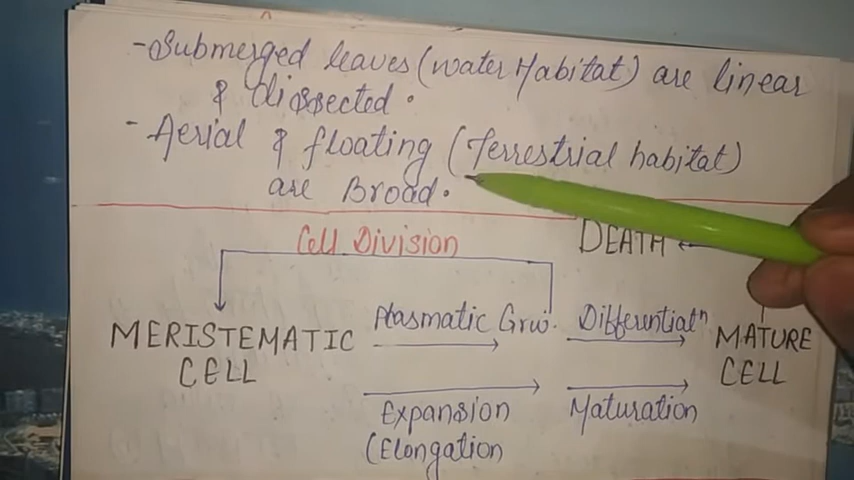 -Submerged leaves (water Habitat) are linear
& dissected.
- Aerial & floating (Terrestrial habitat)
are Broad.
Cell Division
DEATH ←
MERISTEMATIC
CELL
Plasmatic Grw.
Differentiatⁿ
MATURE
CELL
Expansion
(Elongation
Maturation